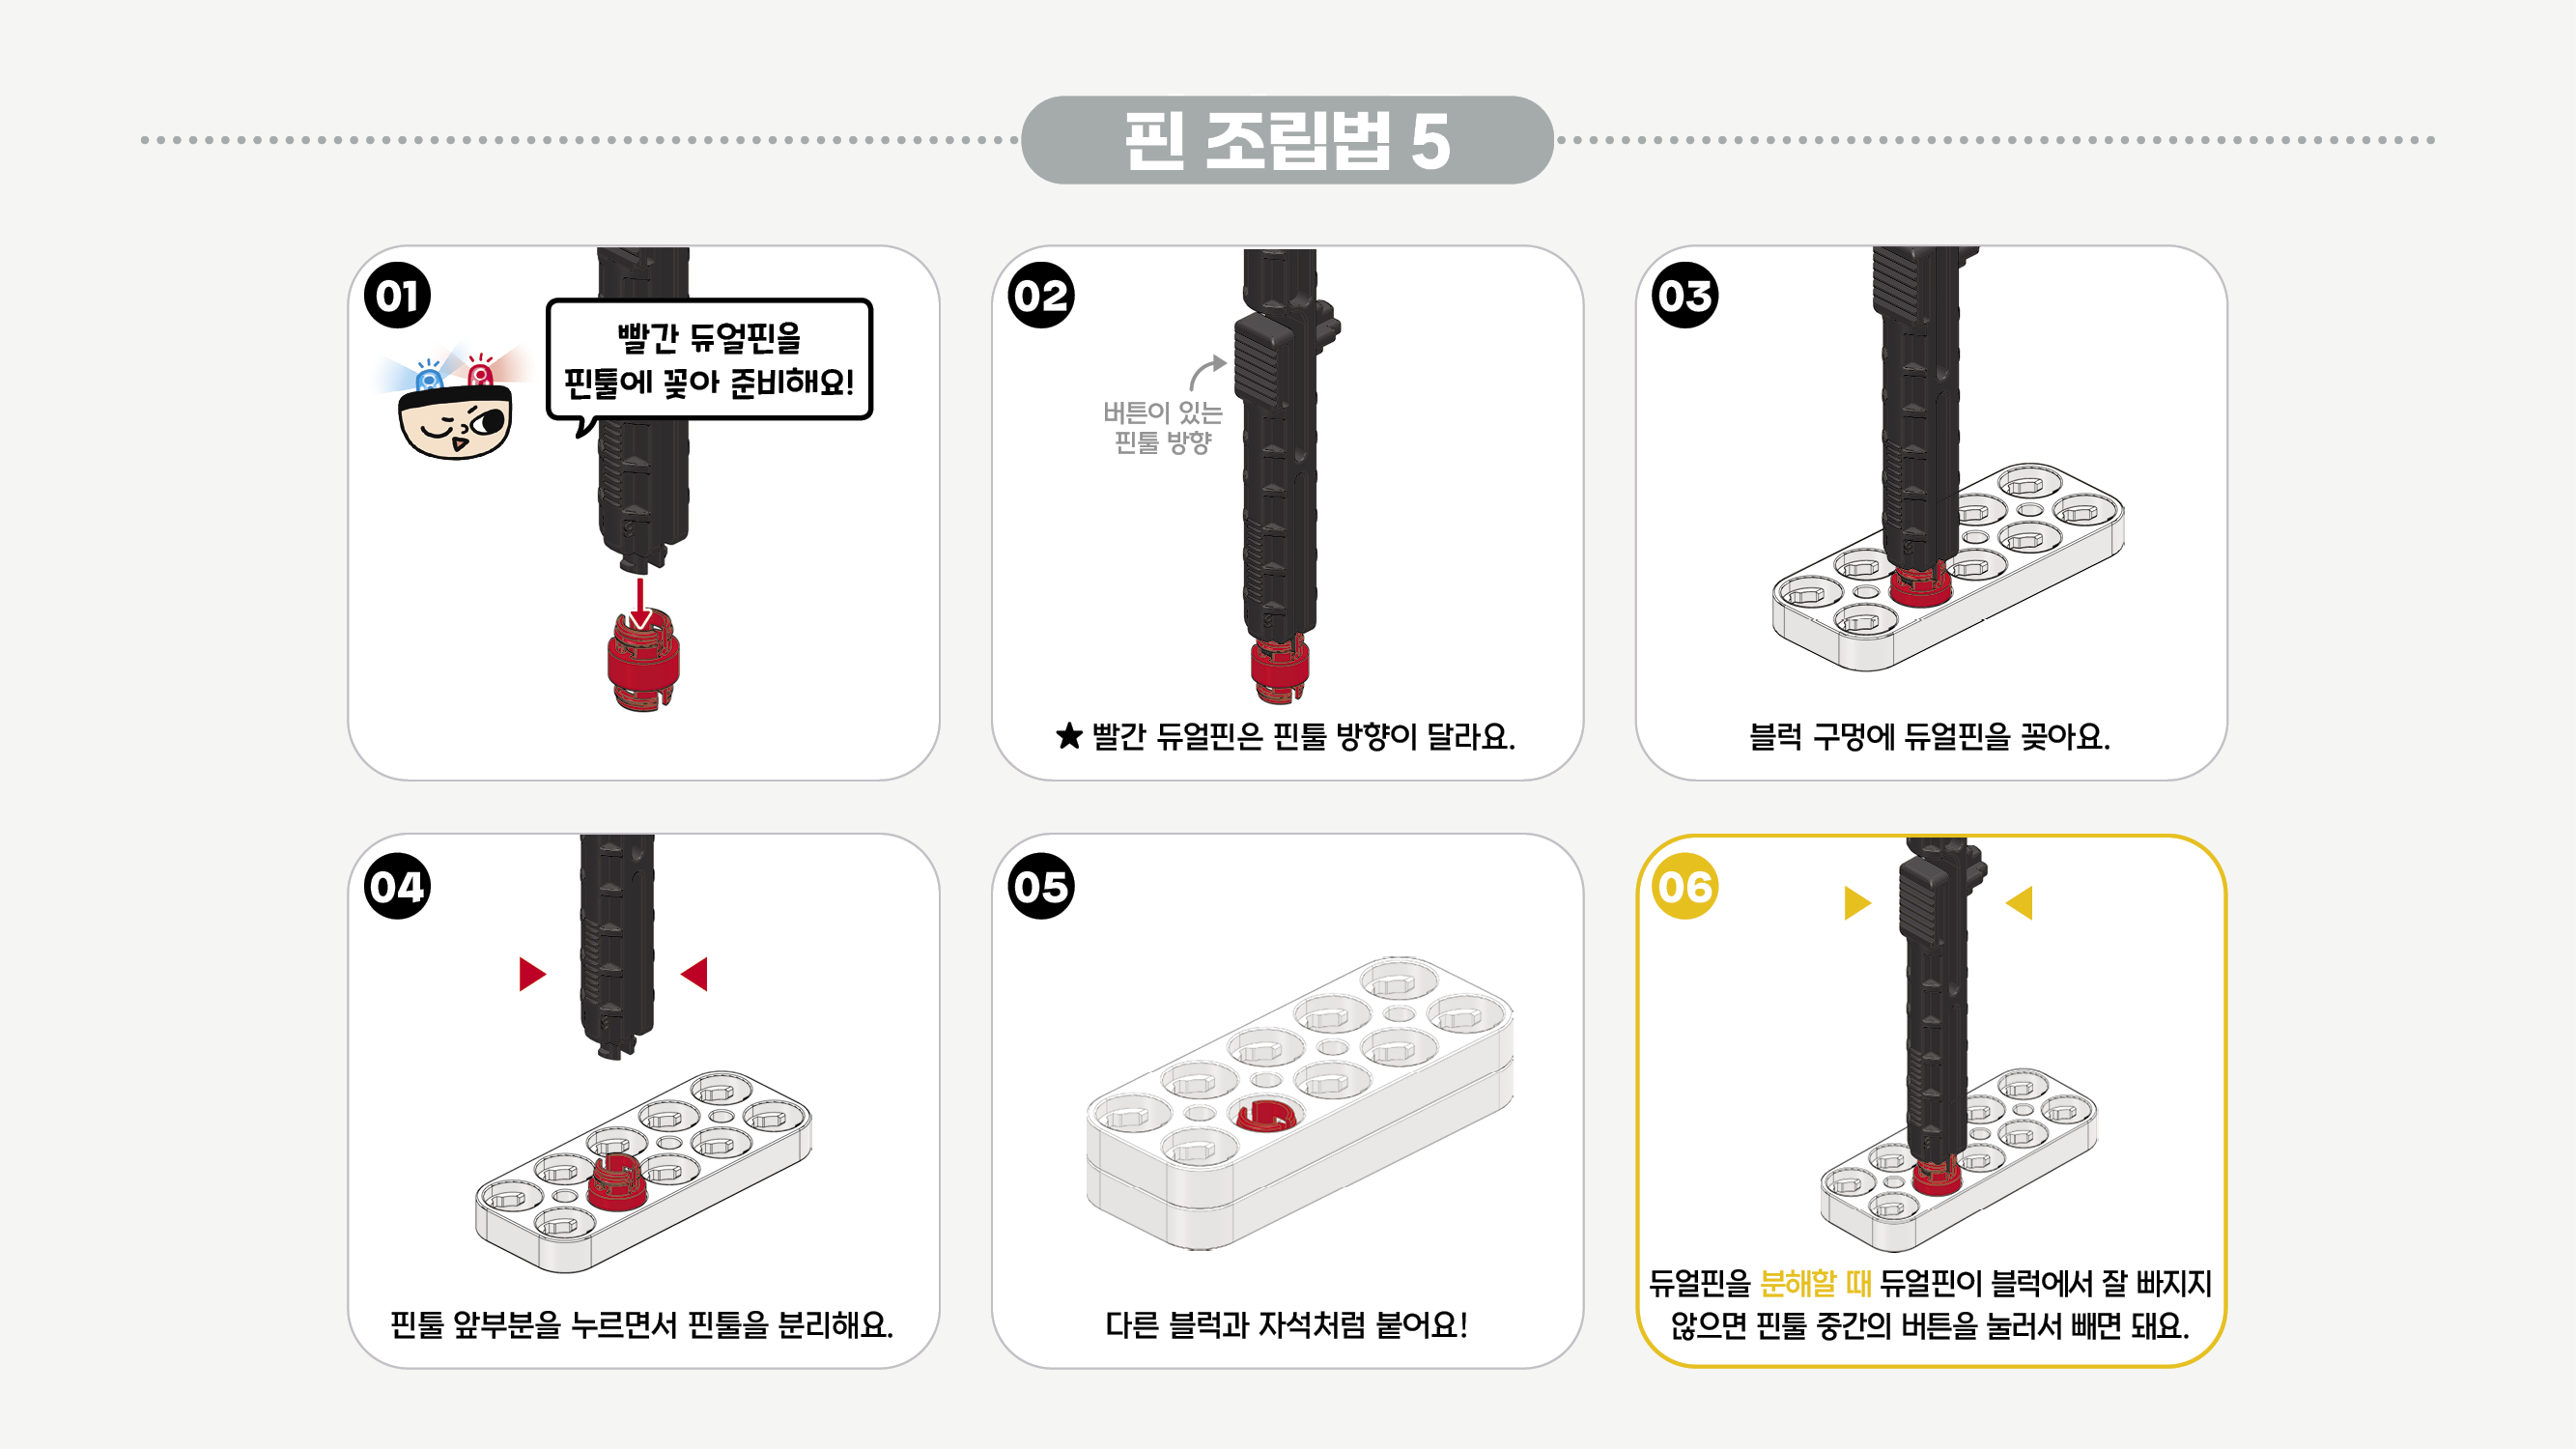 핀 조립법 5
01
빨간 듀얼핀을
핀툴에 꽂아 준비해요!
02
버튼이 있는
핀툴 방향
★ 빨간 듀얼핀은 핀툴 방향이 달라요.
03
블럭 구멍에 듀얼핀을 꽂아요.
04
핀툴 앞부분을 누르면서 핀툴을 분리해요.
05
다른 블럭과 자석처럼 붙어요!
06
듀얼핀을 분해할 때 듀얼핀이 블럭에서 잘 빠지지
않으면 핀툴 중간의 버튼을 눌러서 빼면 돼요.